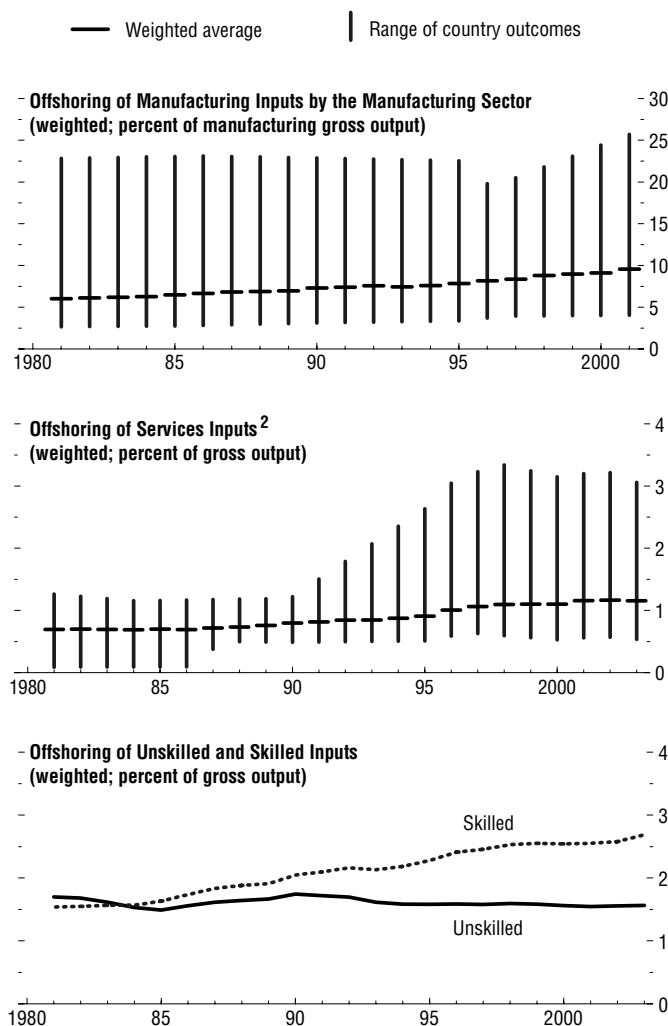 Weighted average
Range of country outcomes
Offshoring of Manufacturing Inputs by the Manufacturing Sector
(weighted; percent of manufacturing gross output)
30
25
20
15
10
5
0
1980 85 90 95 2000
Offshoring of Services Inputs 2
(weighted; percent of gross output)
4
3
2
1
0
1980 85 90 95 2000
Offshoring of Unskilled and Skilled Inputs
(weighted; percent of gross output)
4
3
2
1
0
Skilled
Unskilled
1980 85 90 95 2000